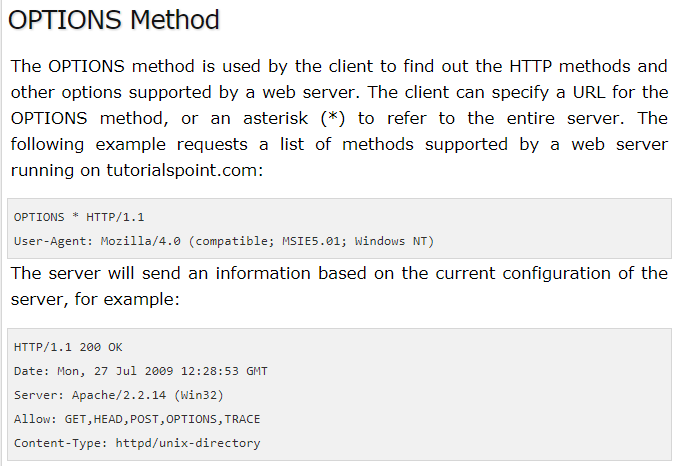 OPTIONS Method
The OPTIONS method is used by the client to find out the HTTP methods and
other options supported by a web server. The client can specify a URL for the
OPTIONS method, or an asterisk (*) to refer to the entire server. The
following example requests a list of methods supported by a web server
running on tutorialspoint.com:
OPTIONS * HTTP/1.1
User-Agent: Mozilla/4.0 (compatible; MSIE5.01; Windows NT)
The server will send an information based on the current configuration of the
server, for example:
HTTP/1.1 200 OK
Date: Mon, 27 Jul 2009 12:28:53 GMT
Server: Apache/2.2.14 (Win32)
Allow: GET,HEAD,POST,OPTIONS,TRACE
Content-Type: httpd/unix-directory